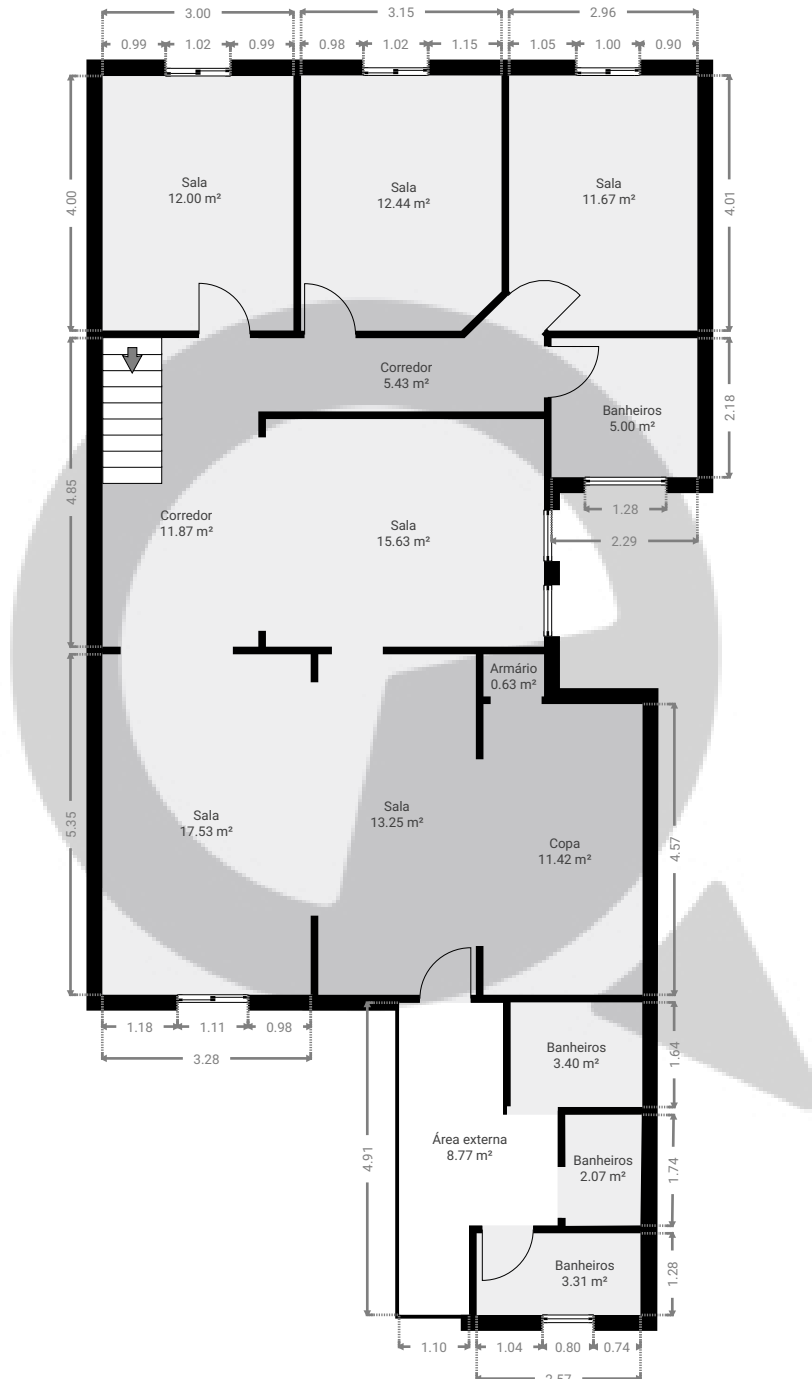 3.00
3.15
2.96
0.99
1.02
0.99
0.98
1.02
1.15
1.05
1.00
0.90
4.00
4.01
Sala
12.00 m²
Sala
12.44 m²
Sala
11.67 m²
Corredor
5.43 m²
Banheiros
5.00 m²
2.18
4.85
Corredor
11.87 m²
Sala
15.63 m²
1.28
2.29
Armário
0.63 m²
5.35
Sala
17.53 m²
Sala
13.25 m²
Copa
11.42 m²
4.57
1.18
1.11
0.98
3.28
Banheiros
3.40 m²
1.64
4.91
Área externa
8.77 m²
Banheiros
2.07 m²
1.74
Banheiros
3.31 m²
1.28
1.10
1.04
0.80
0.74
2.57